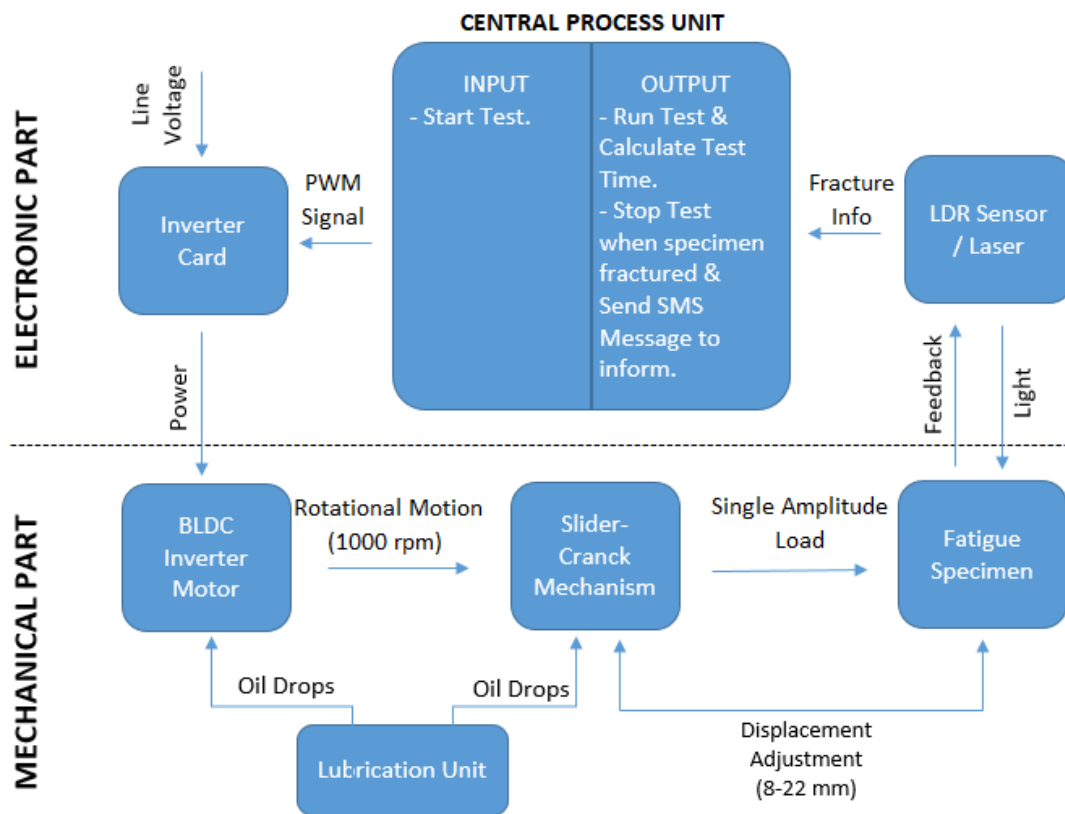 CENTRAL PROCESS UNIT
ELECTRONIC PART
Line
Voltage
Inverter
Card
PWM
Signal
INPUT
- Start Test.
OUTPUT
- Run Test &
Calculate Test
Time.
- Stop Test
when specimen
fractured &
Send SMS
Message to
inform.
Fracture
Info
LDR Sensor
/ Laser
Power
Feedback
Light
MECHANICAL PART
BLDC
Inverter
Motor
Rotational Motion
(1000 rpm)
Slider-
Cranck
Mechanism
Single Amplitude
Load
Fatigue
Specimen
Oil Drops
Oil Drops
Lubrication Unit
Displacement
Adjustment
(8-22 mm)